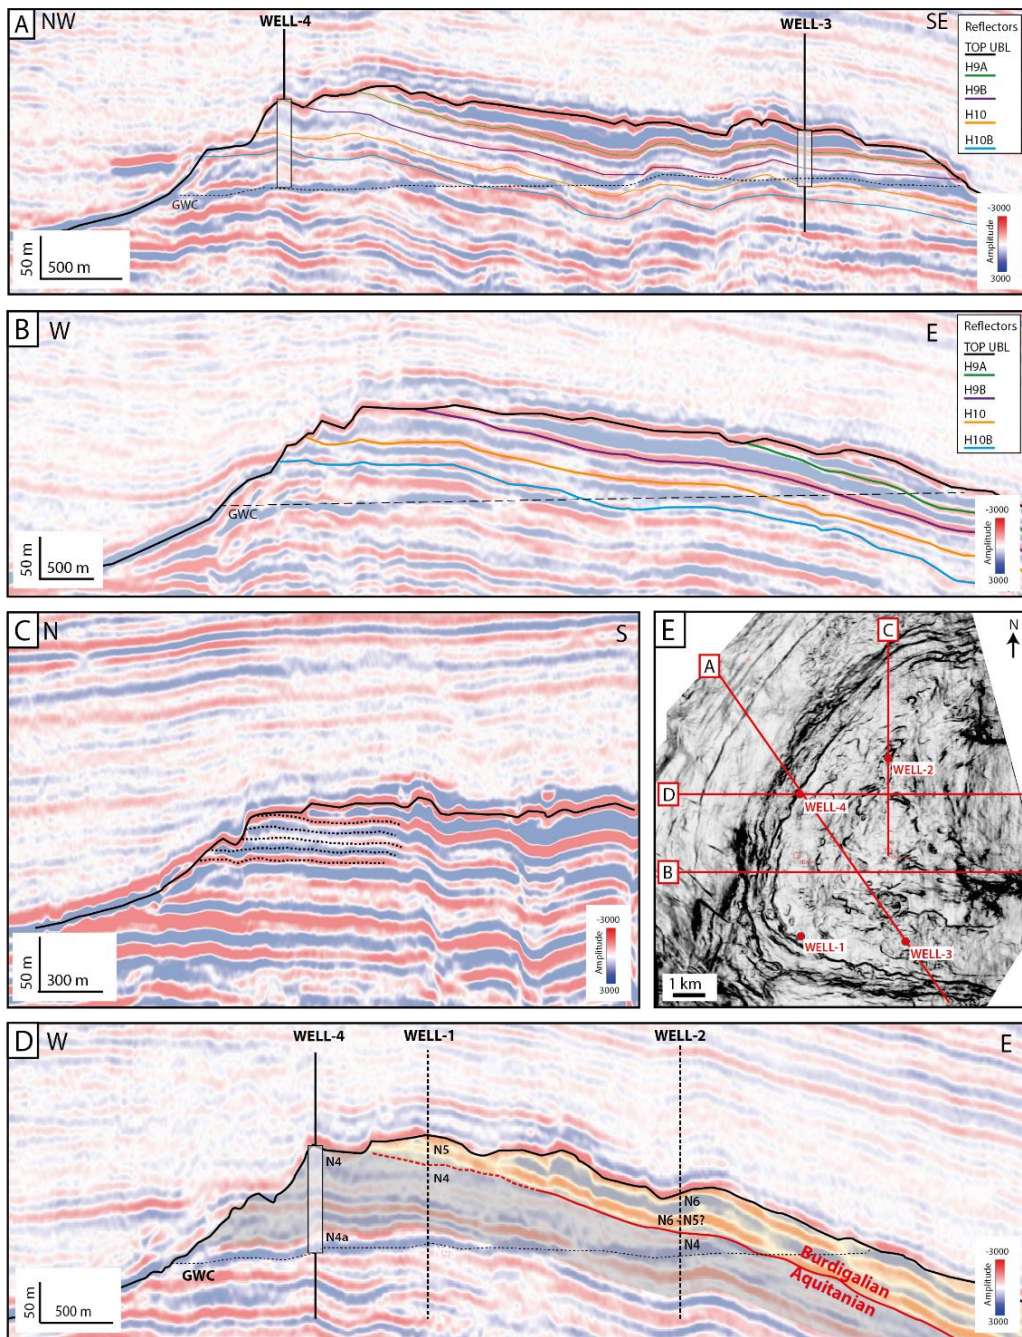 A NW
WELL-4
WELL-3
SE
Reflectors
TOP UBL
H9A
H9B
H10
H10B
GWC
50 m
500 m
-3000
Amplitude
3000
B W
E
Reflectors
TOP UBL
H9A
H9B
H10
H10B
GWC
50 m
500 m
-3000
Amplitude
3000
C N
S
50 m
300 m
-3000
Amplitude
3000
E
N
C
A
WELL-2
D
WELL-4
B
WELL-1
WELL-3
1 km
D W
WELL-4
WELL-1
WELL-2
E
N4
N5
N4
N6
N6
N5?
N4a
N4
GWC
Burdigalian
Aquitanian
50 m
500 m
-3000
Amplitude
3000